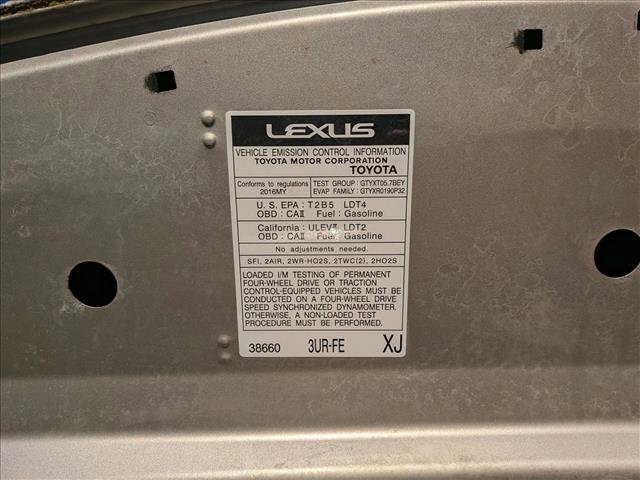 LEXUS
VEHICLE EMISSION CONTROL INFORMATION
TOYOTA MOTOR CORPORATION
TOYOTA
Conforms to regulations
2016MY
TEST GROUP : GTYXT05.7BEY
EVAP FAMILY : GTYXR0190P32
U. S. EPA : T2B5 LDT4
OBD : CAⅡ Fuel : Gasoline
California : ULEVⅡ LDT2
OBD : CAⅡ Fuel : Gasoline
No adjustments needed.
SFI, 2AIR, 2WR-HO2S, 2TWC(2), 2HO2S
LOADED I/M TESTING OF PERMANENT
FOUR-WHEEL DRIVE OR TRACTION
CONTROL-EQUIPPED VEHICLES MUST BE
CONDUCTED ON A FOUR-WHEEL DRIVE
SPEED SYNCHRONIZED DYNAMOMETER.
OTHERWISE, A NON-LOADED TEST
PROCEDURE MUST BE PERFORMED.
38660 3UR-FE XJ